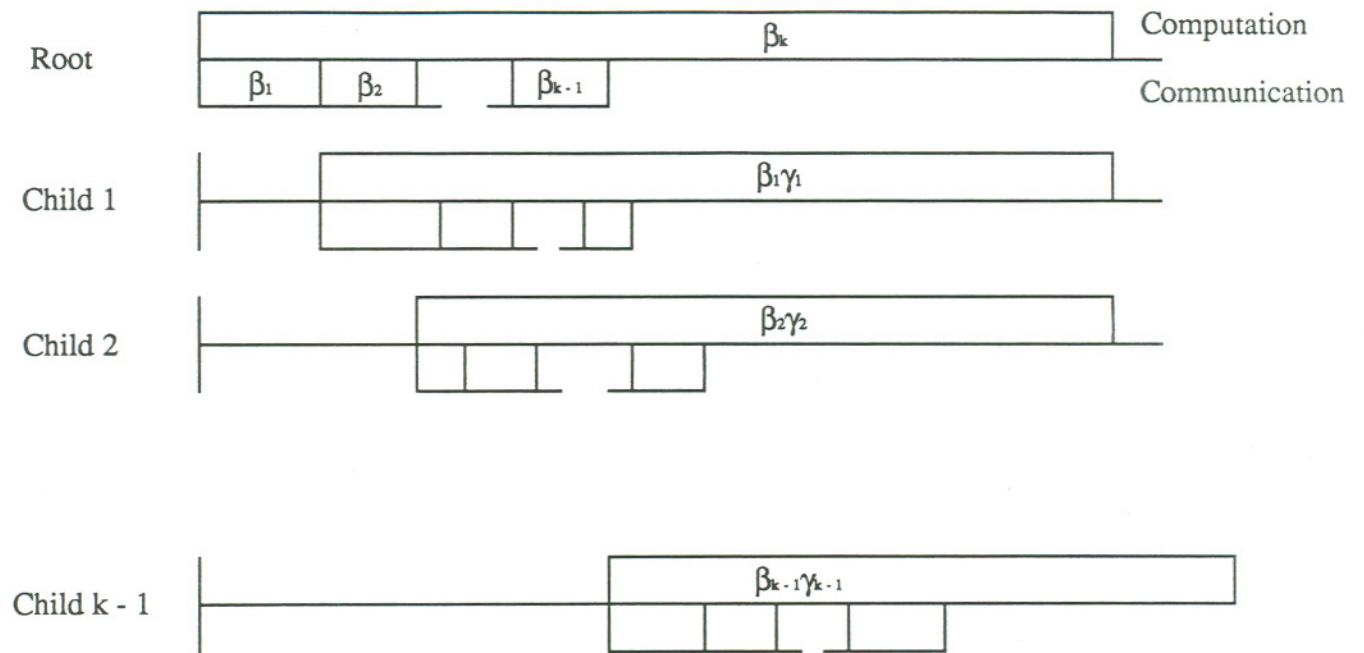 Root
βₖ
Computation
β₁ β₂ βₖ₋₁
Communication
Child 1
β₁γ₁
Child 2
β₂γ₂
Child k - 1
βₖ₋₁γₖ₋₁